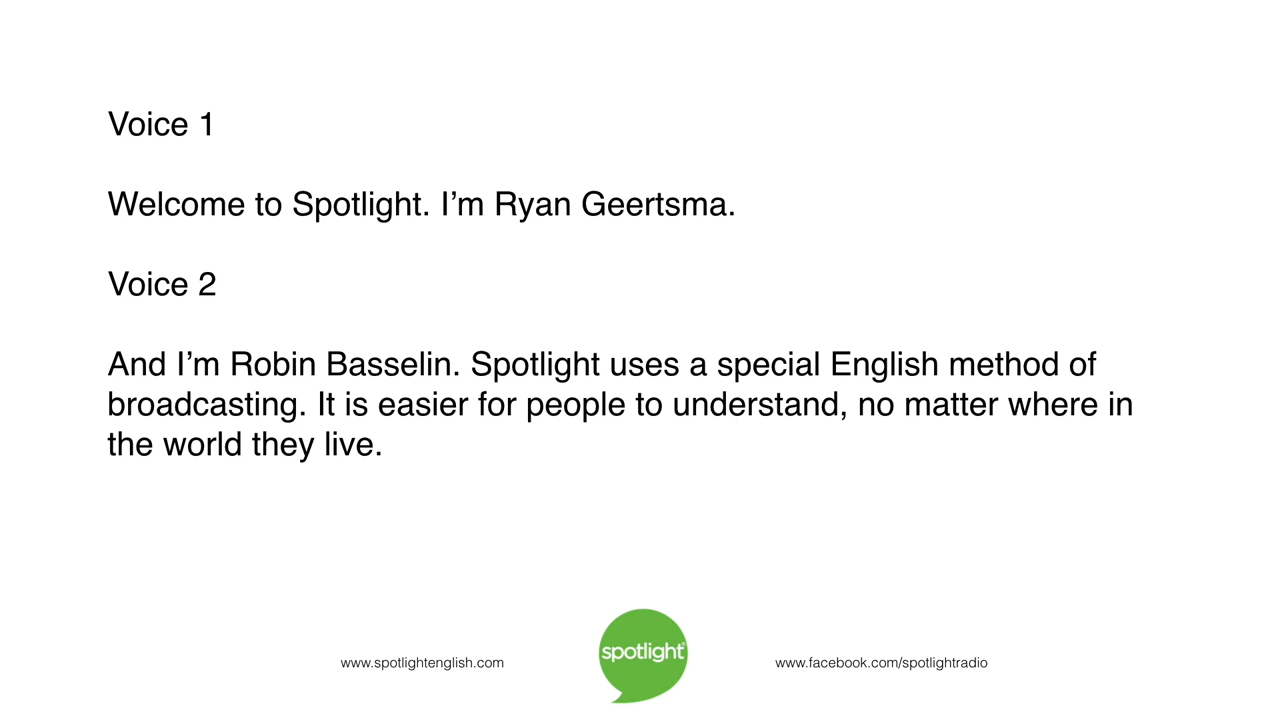 Voice 1
Welcome to Spotlight. I’m Ryan Geertsma.
Voice 2
And I’m Robin Basselin. Spotlight uses a special English method of
broadcasting. It is easier for people to understand, no matter where in
the world they live.
www.spotlightenglish.com
spotlight®
www.facebook.com/spotlightradio